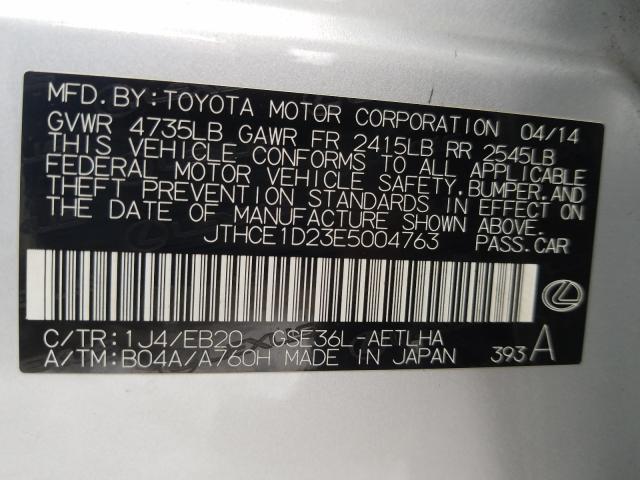 MFD.BY:TOYOTA MOTOR CORPORATION 04/14
GVWR 4735LB GAWR FR 2415LB RR 2545LB
THIS VEHICLE CONFORMS TO ALL APPLICABLE
FEDERAL MOTOR VEHICLE SAFETY,BUMPER,AND
THEFT PREVENTION STANDARDS IN EFFECT ON
THE DATE OF MANUFACTURE SHOWN ABOVE.
JTHCE1D23E5004763 PASS.CAR
C/TR:1J4/EB20 GSE36L-AETLHA
A/TM:B04A/A760H MADE IN JAPAN 393 A